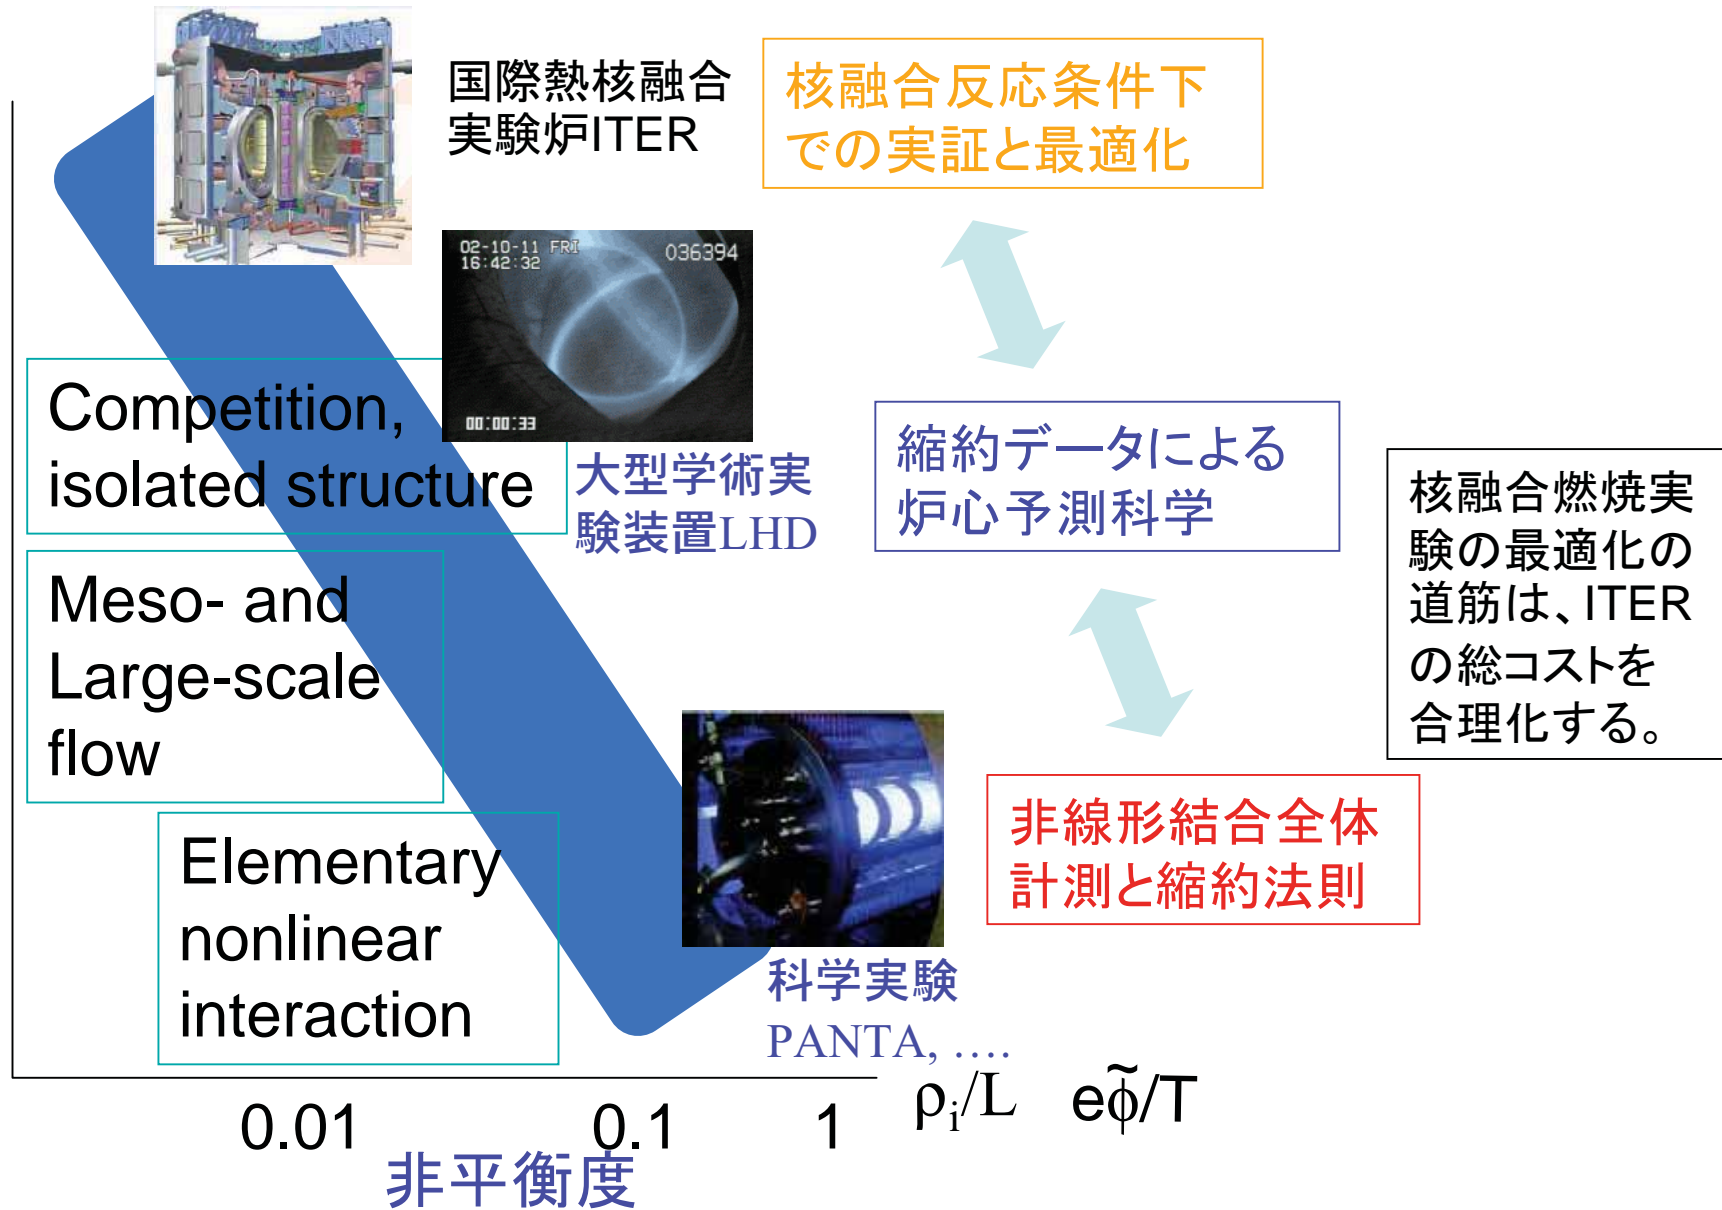 国際熱核融合
実験炉ITER
核融合反応条件下
での実証と最適化
02-10-11 FRI
16:42:32
036394
00:00:33
Competition,
isolated structure
大型学術実
験装置LHD
縮約データによる
炉心予測科学
核融合燃焼実
験の最適化の
道筋は、ITER
の総コストを
合理化する。
Meso- and
Large-scale
flow
非線形結合全体
計測と縮約法則
Elementary
nonlinear
interaction
科学実験
PANTA, ….
0.01 0.1 1 ρi/L eφ̃/T
非平衡度